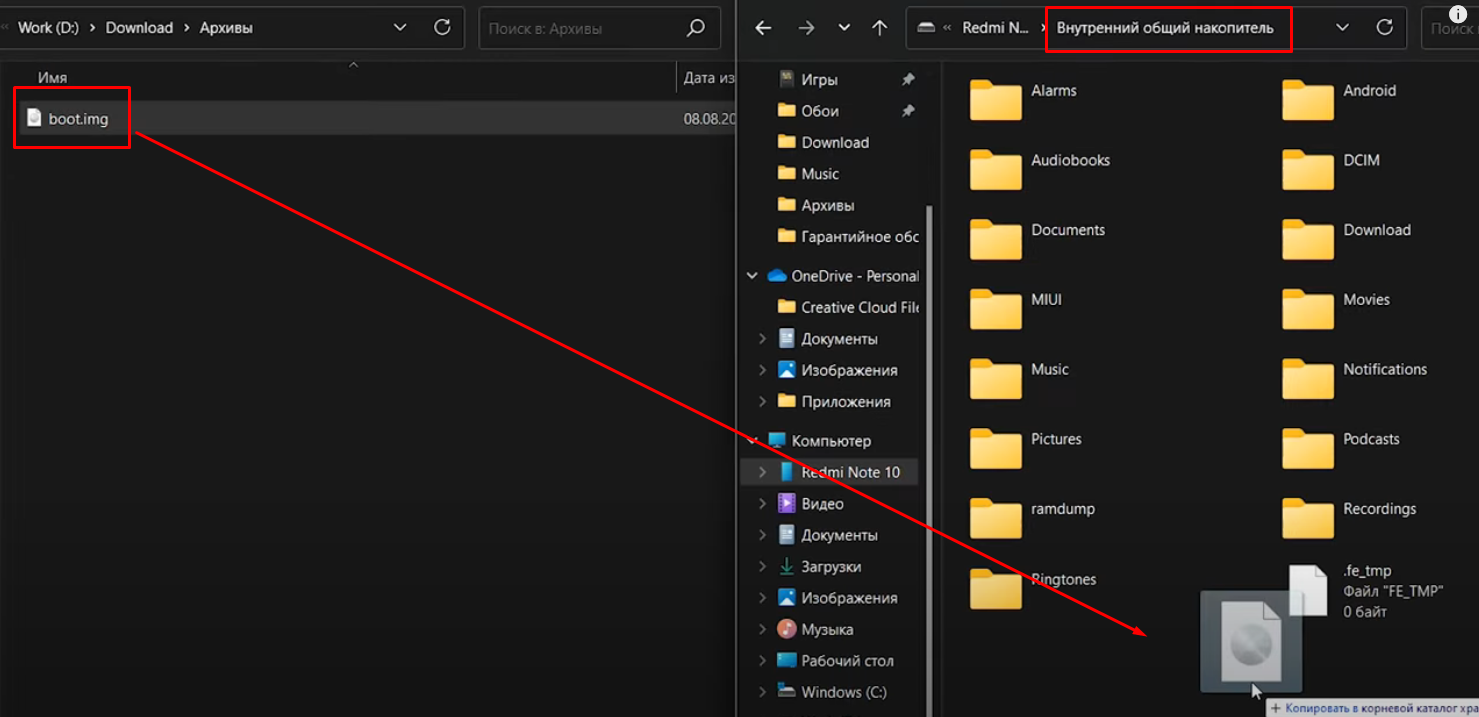 « Work (D:) › Download › Архивы
Поиск в: Архивы
Имя
Дата из
boot.img
08.08.20
« Redmi N... › Внутренний общий накопитель
Поиск
Игры
Обои
Download
Music
Архивы
Гарантийное обс
OneDrive - Personal
Creative Cloud File
Документы
Изображения
Приложения
Компьютер
Redmi Note 10
Видео
Документы
Загрузки
Изображения
Музыка
Рабочий стол
Windows (C:)
Alarms
Android
Audiobooks
DCIM
Documents
Download
MIUI
Movies
Music
Notifications
Pictures
Podcasts
ramdump
Recordings
Ringtones
.fe_tmp
Файл "FE_TMP"
0 байт
+ Копировать в корневой каталог хра